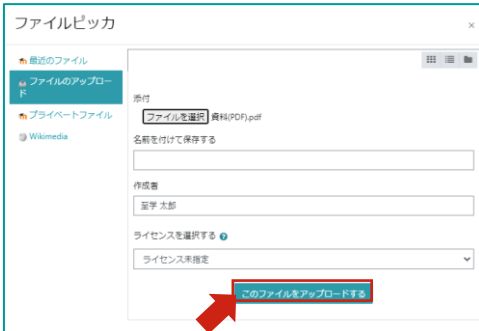 ファイルピッカ
×
最近のファイル
ファイルのアップロー
ド
プライベートファイル
Wikimedia
添付
ファイルを選択 資料(PDF).pdf
名前を付けて保存する
作成者
至学 太郎
ライセンスを選択する ?
ライセンス未指定
このファイルをアップロードする